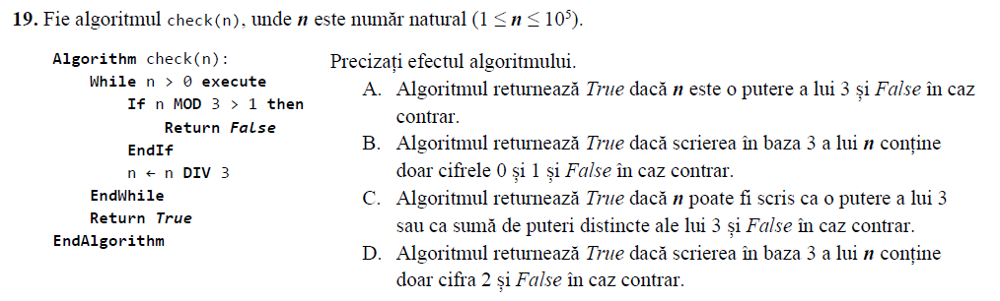 19. Fie algoritmul check(n), unde n este număr natural (1 ≤ n ≤ 10⁵).
Algorithm check(n):
While n > 0 execute
If n MOD 3 > 1 then
Return False
EndIf
n ← n DIV 3
EndWhile
Return True
EndAlgorithm
Precizați efectul algoritmului.
A. Algoritmul returnează True dacă n este o putere a lui 3 și False în caz
contrar.
B. Algoritmul returnează True dacă scrierea în baza 3 a lui n conține
doar cifrele 0 și 1 și False în caz contrar.
C. Algoritmul returnează True dacă n poate fi scris ca o putere a lui 3
sau ca sumă de puteri distincte ale lui 3 și False în caz contrar.
D. Algoritmul returnează True dacă scrierea în baza 3 a lui n conține
doar cifra 2 și False în caz contrar.